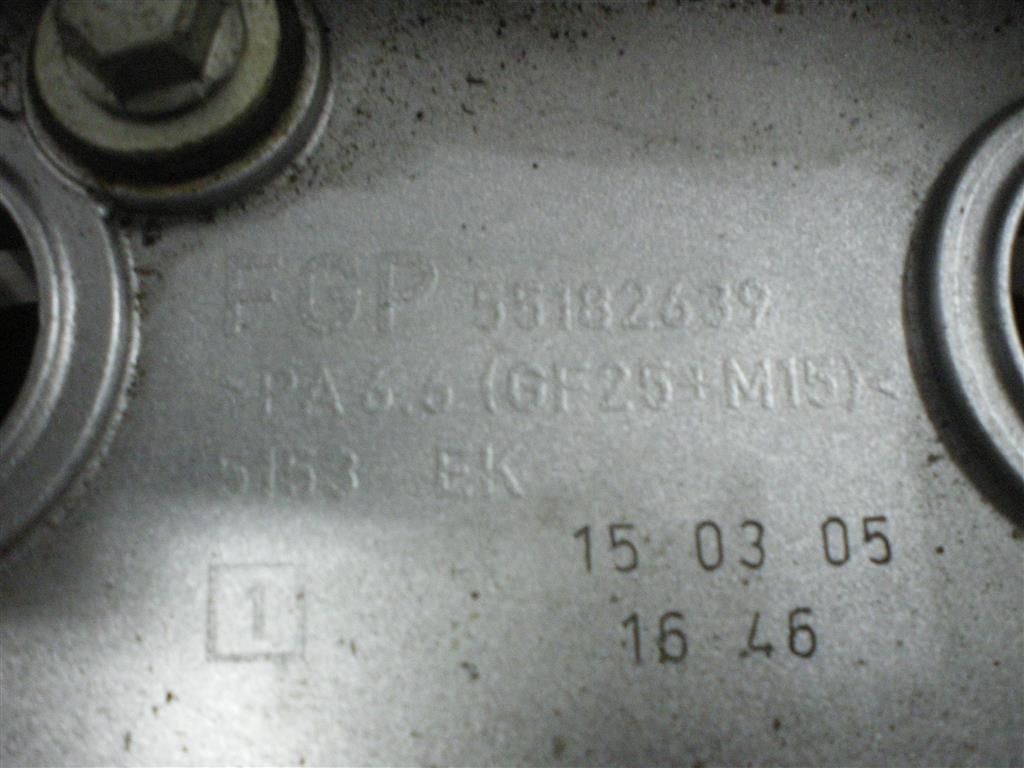 FGP 55182639
>PA 6.6 (GF25+M15)<
5153 EK
15 03 05
1
16 46